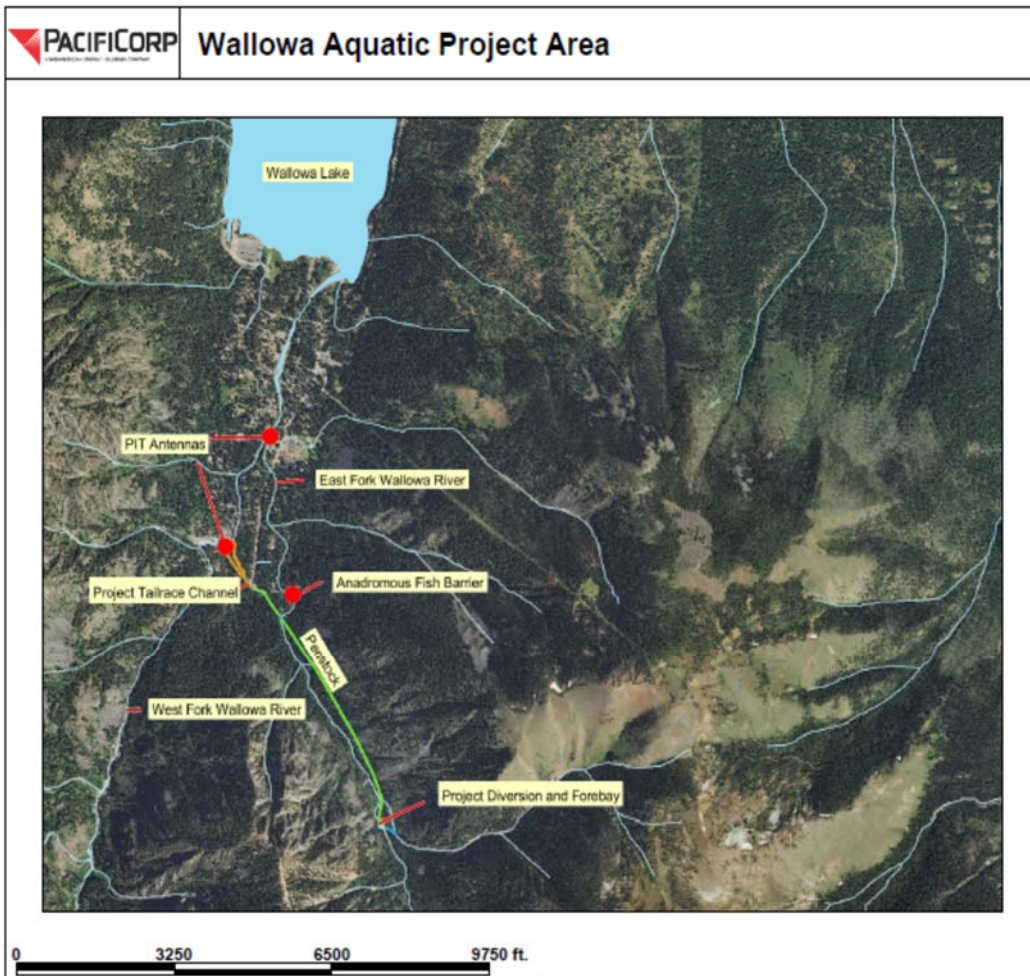 PACIFICORP
Wallowa Aquatic Project Area
Wallowa Lake
PIT Antennas
East Fork Wallowa River
Anadromous Fish Barrier
Project Tailrace Channel
Penstock
West Fork Wallowa River
Project Diversion and Forebay
0 3250 6500 9750 ft.